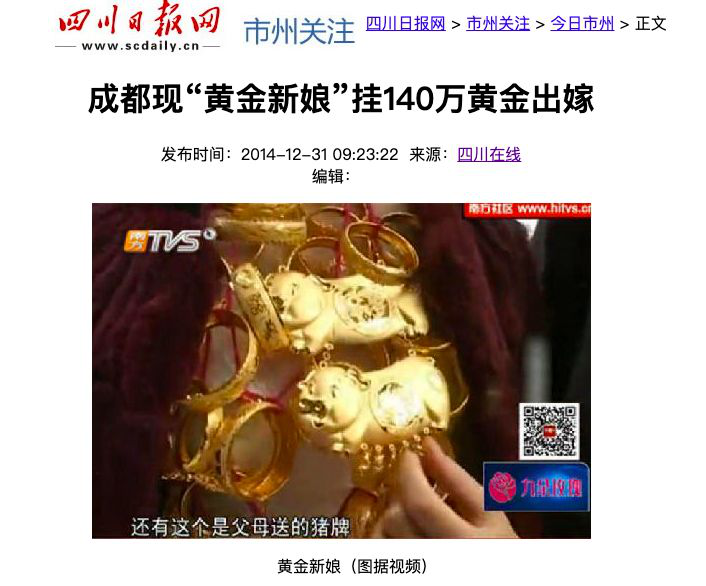 四川日报网
www.scdaily.cn
市州关注
四川日报网 > 市州关注 > 今日市州 > 正文
成都现“黄金新娘”挂140万黄金出嫁
发布时间：2014-12-31 09:23:22 来源：四川在线
编辑：
南方社区 www.hitvs.cn
南方TVS
九朵玫瑰
还有这个是父母送的猪牌
黄金新娘（图据视频）